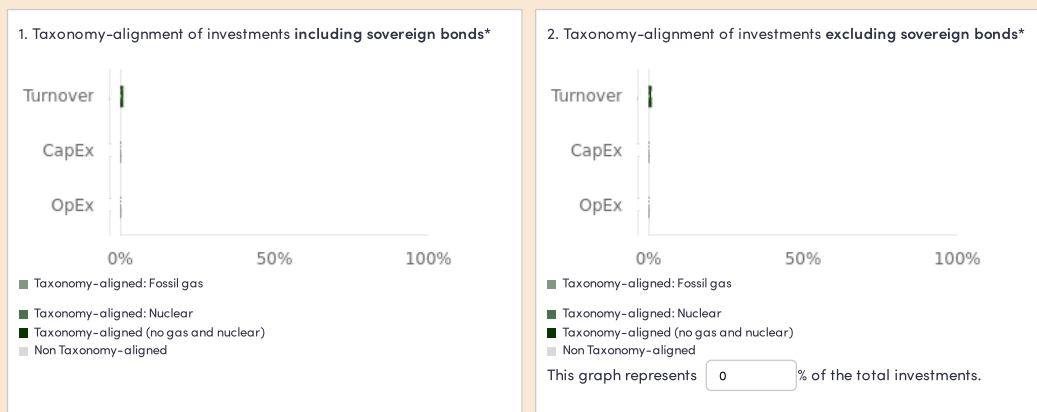 1. Taxonomy-alignment of investments including sovereign bonds*
Turnover
CapEx
OpEx
0% 50% 100%
Taxonomy-aligned: Fossil gas
Taxonomy-aligned: Nuclear
Taxonomy-aligned (no gas and nuclear)
Non Taxonomy-aligned
2. Taxonomy-alignment of investments excluding sovereign bonds*
Turnover
CapEx
OpEx
0% 50% 100%
Taxonomy-aligned: Fossil gas
Taxonomy-aligned: Nuclear
Taxonomy-aligned (no gas and nuclear)
Non Taxonomy-aligned
This graph represents 0 % of the total investments.